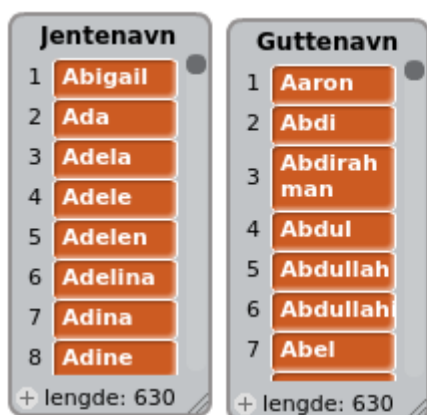 Jentenavn
1 Abigail
2 Ada
3 Adela
4 Adele
5 Adelen
6 Adelina
7 Adina
8 Adine
+ lengde: 630
Guttenavn
1 Aaron
2 Abdi
3 Abdirah
man
4 Abdul
5 Abdullah
6 Abdullahi
7 Abel
+ lengde: 630